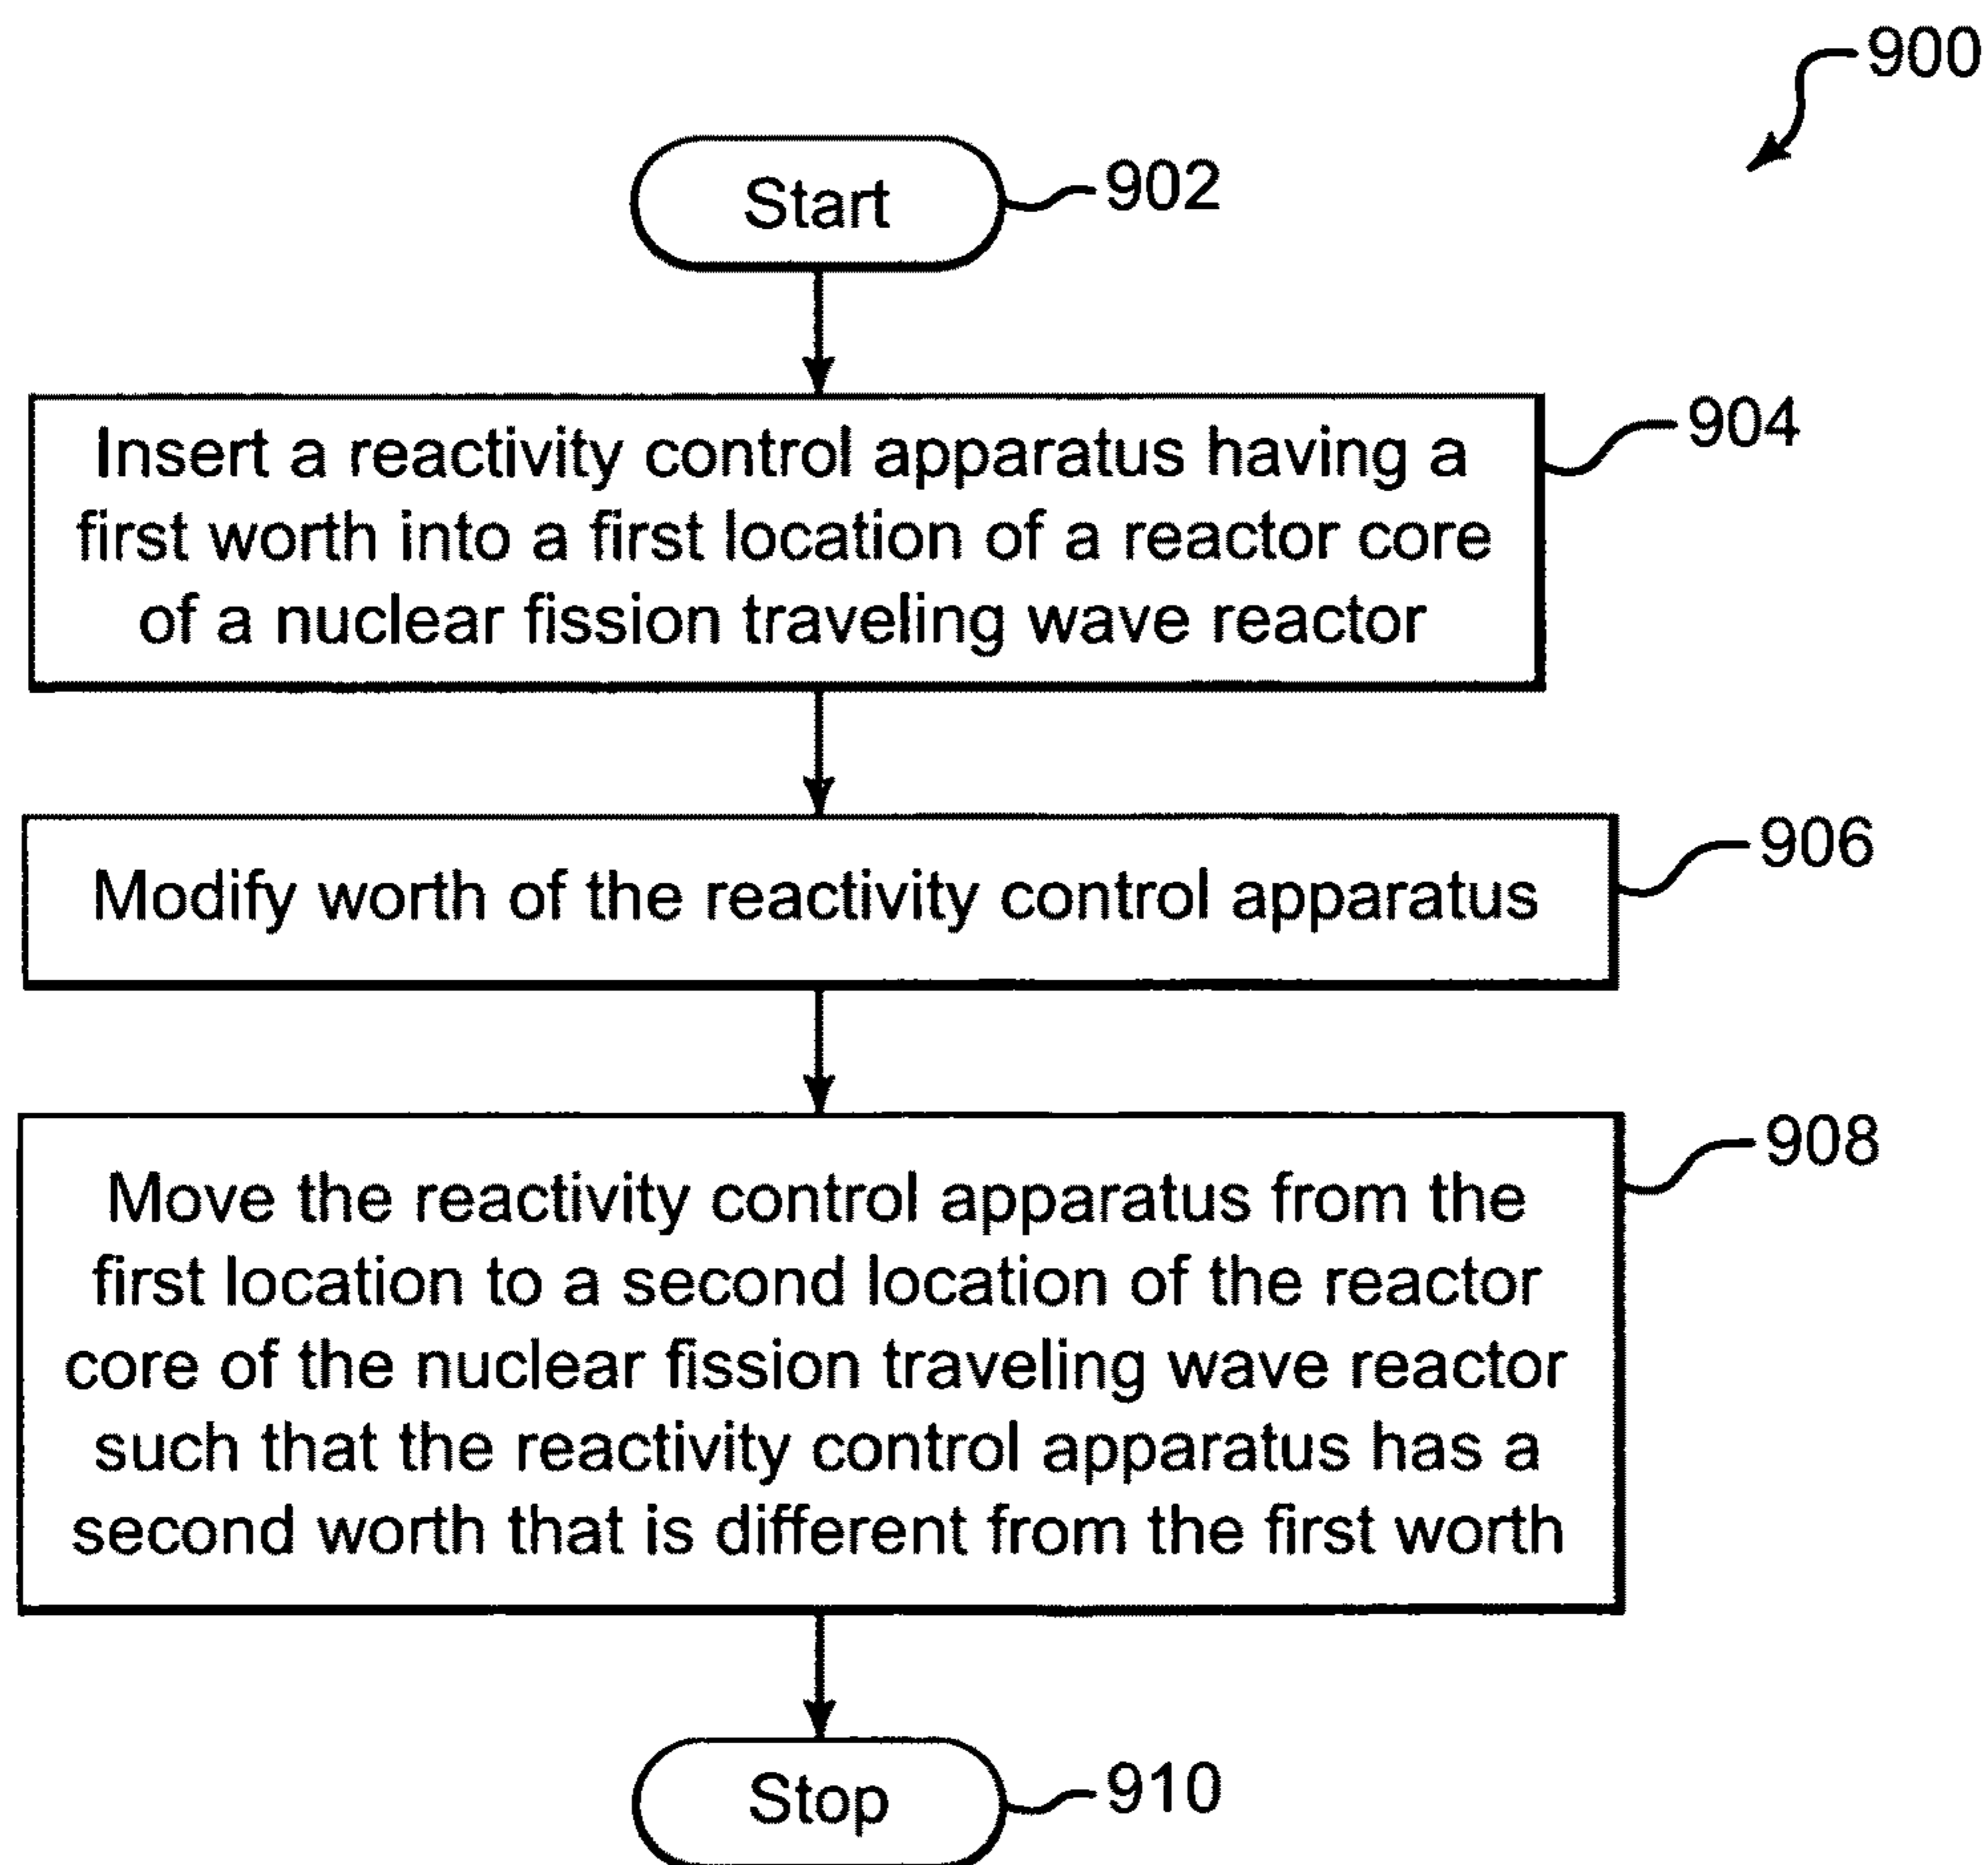 900
Start
902
Insert a reactivity control apparatus having a
first worth into a first location of a reactor core
of a nuclear fission traveling wave reactor
904
Modify worth of the reactivity control apparatus
906
Move the reactivity control apparatus from the
first location to a second location of the reactor
core of the nuclear fission traveling wave reactor
such that the reactivity control apparatus has a
second worth that is different from the first worth
908
Stop
910